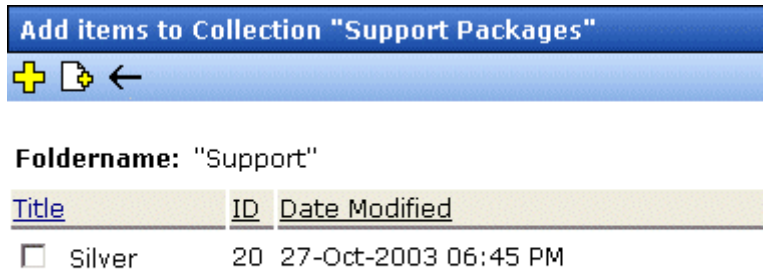 Add items to Collection "Support Packages"
Foldername: "Support"
Title ID Date Modified
Silver 20 27-Oct-2003 06:45 PM